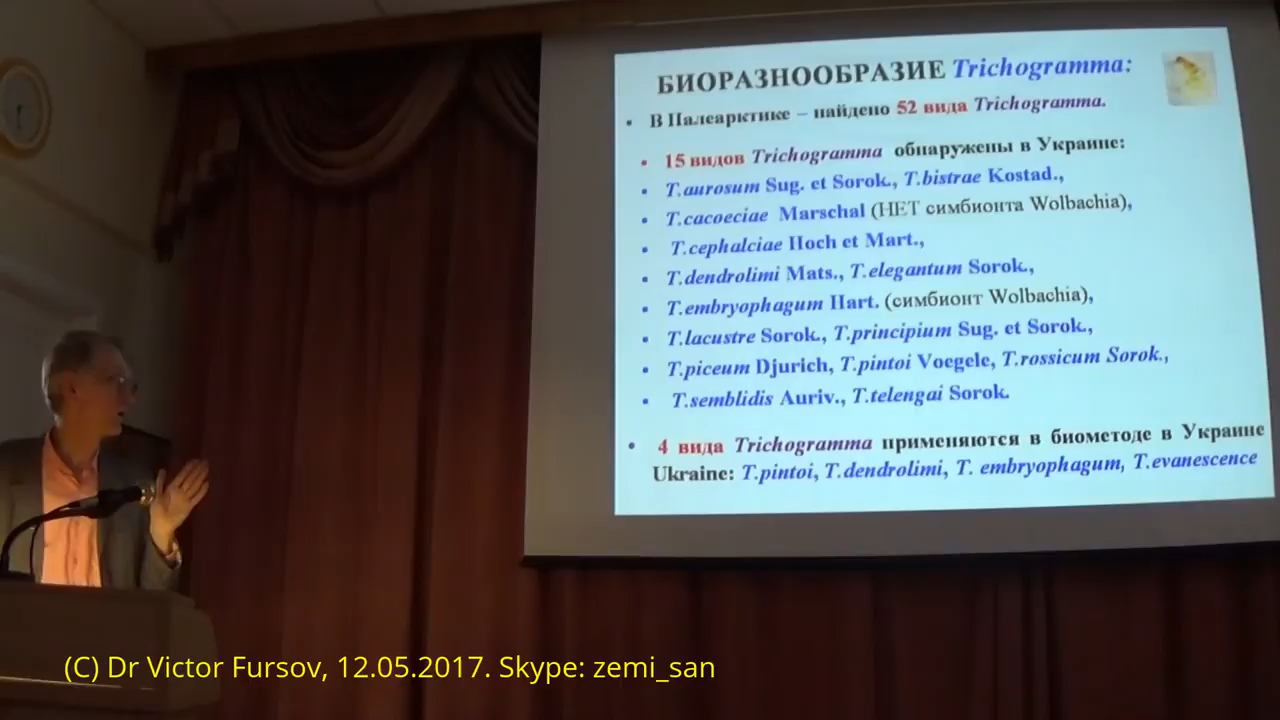 БИОРАЗНООБРАЗИЕ Trichogramma:
• В Палеарктике – найдено 52 вида Trichogramma.
• 15 видов Trichogramma обнаружены в Украине:
• T.aurosum Sug. et Sorok., T.bistrae Kostad.,
• T.cacoeciae Marschal (НЕТ симбионта Wolbachia),
• T.cephalciae Hoch et Mart.,
• T.dendrolimi Mats., T.elegantum Sorok.,
• T.embryophagum Hart. (симбионт Wolbachia),
• T.lacustre Sorok., T.principium Sug. et Sorok.,
• T.piceum Djurich, T.pintoi Voegele, T.rossicum Sorok.,
• T.semblidis Auriv., T.telengai Sorok.
• 4 вида Trichogramma применяются в биометоде в Украине
Ukraine: T.pintoi, T.dendrolimi, T. embryophagum, T.evanescence
(C) Dr Victor Fursov, 12.05.2017. Skype: zemi_san